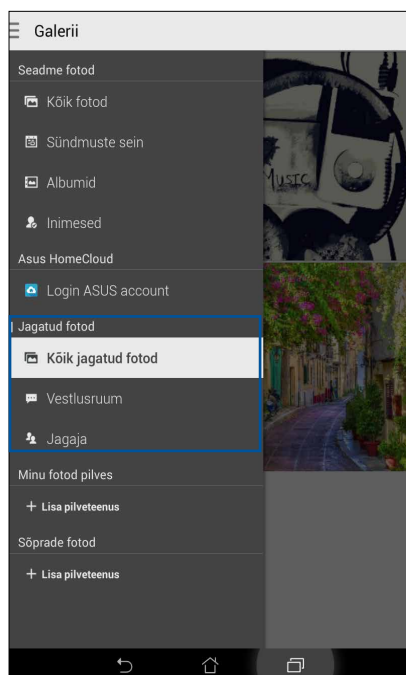 Galerii
Seadme fotod
Kõik fotod
Sündmuste sein
Albumid
Inimesed
Asus HomeCloud
Login ASUS account
Jagatud fotod
Kõik jagatud fotod
Vestlusruum
Jagaja
Minu fotod pilves
+ Lisa pilveteenus
Sõprade fotod
+ Lisa pilveteenus
MUSIC